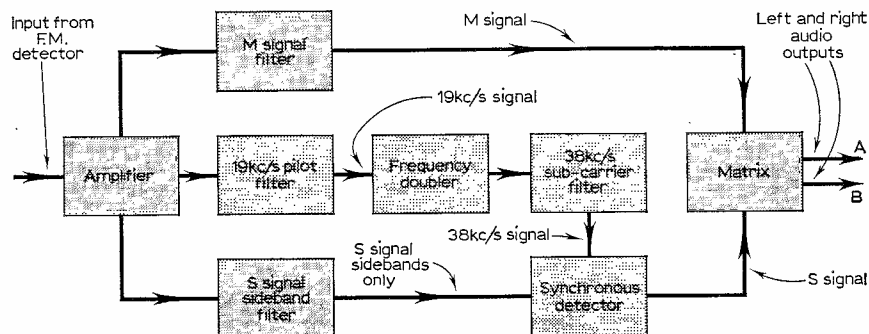 Input from
F.M.
detector
M signal
filter
M signal
Left and right
audio
outputs
19kc/s signal
Amplifier
19kc/s pilot
filter
Frequency
doubler
38kc/s
sub-carrier
filter
Matrix
A
B
S signal
sidebands
only
38kc/s signal
S signal
sideband
filter
Synchronous
detector
S signal